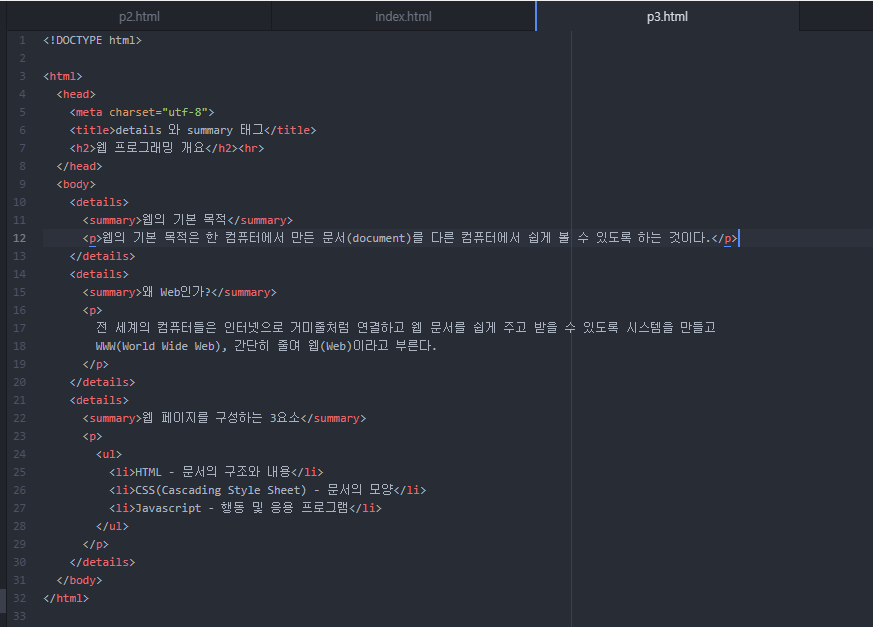 p2.html index.html p3.html
1 <!DOCTYPE html>
2
3 <html>
4   <head>
5     <meta charset="utf-8">
6     <title>details 와 summary 태그</title>
7     <h2>웹 프로그래밍 개요</h2><hr>
8   </head>
9   <body>
10     <details>
11       <summary>웹의 기본 목적</summary>
12       <p>웹의 기본 목적은 한 컴퓨터에서 만든 문서(document)를 다른 컴퓨터에서 쉽게 볼 수 있도록 하는 것이다.</p>
13     </details>
14     <details>
15       <summary>왜 Web인가?</summary>
16       <p>
17         전 세계의 컴퓨터들은 인터넷으로 거미줄처럼 연결하고 웹 문서를 쉽게 주고 받을 수 있도록 시스템을 만들고
18         WWW(World Wide Web), 간단히 줄여 웹(Web)이라고 부른다.
19       </p>
20     </details>
21     <details>
22       <summary>웹 페이지를 구성하는 3요소</summary>
23       <p>
24         <ul>
25           <li>HTML - 문서의 구조와 내용</li>
26           <li>CSS(Cascading Style Sheet) - 문서의 모양</li>
27           <li>Javascript - 행동 및 응용 프로그램</li>
28         </ul>
29       </p>
30     </details>
31   </body>
32 </html>
33